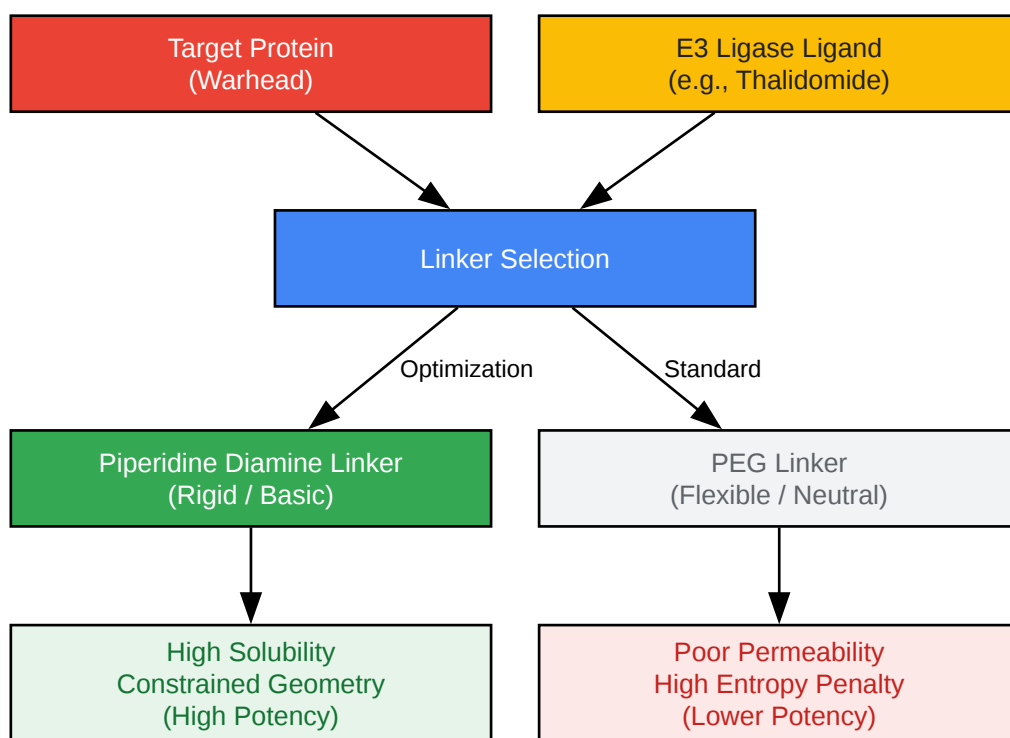 Target Protein
(Warhead)
E3 Ligase Ligand
(e.g., Thalidomide)
Linker Selection
Optimization
Standard
Piperidine Diamine Linker
(Rigid / Basic)
PEG Linker
(Flexible / Neutral)
High Solubility
Constrained Geometry
(High Potency)
Poor Permeability
High Entropy Penalty
(Lower Potency)